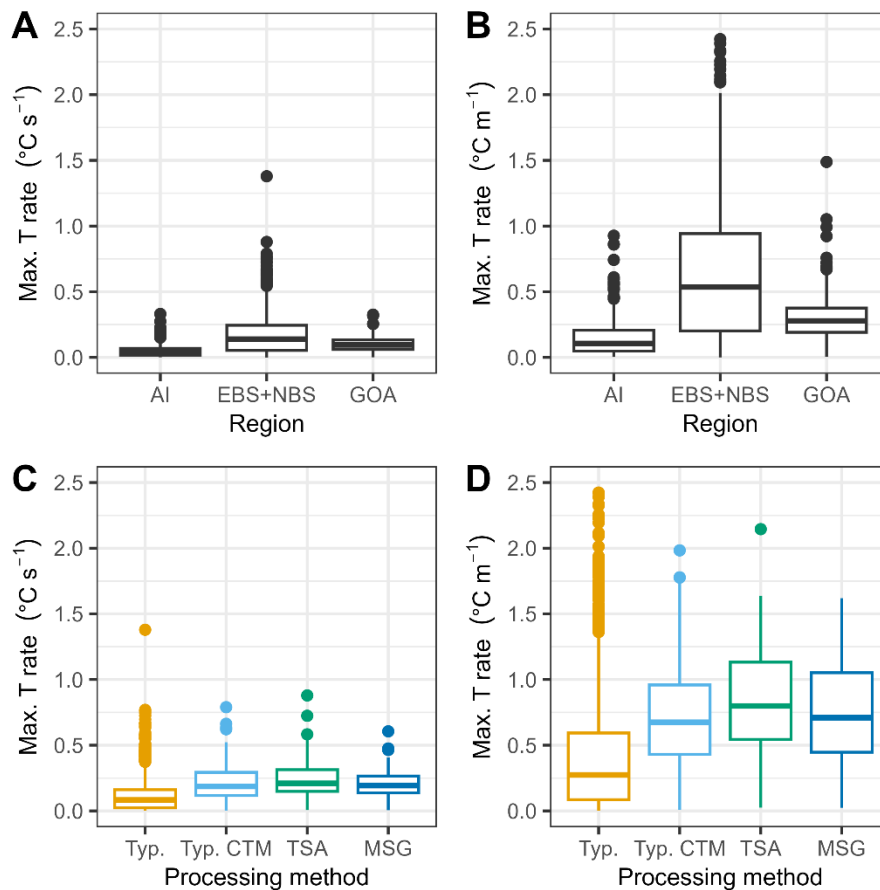 A
Max. T rate (°C s⁻¹)
2.5
2.0
1.5
1.0
0.5
0.0
AI EBS+NBS GOA
Region
B
Max. T rate (°C m⁻¹)
2.5
2.0
1.5
1.0
0.5
0.0
AI EBS+NBS GOA
Region
C
Max. T rate (°C s⁻¹)
2.5
2.0
1.5
1.0
0.5
0.0
Typ. Typ. CTM TSA MSG
Processing method
D
Max. T rate (°C m⁻¹)
2.5
2.0
1.5
1.0
0.5
0.0
Typ. Typ. CTM TSA MSG
Processing method